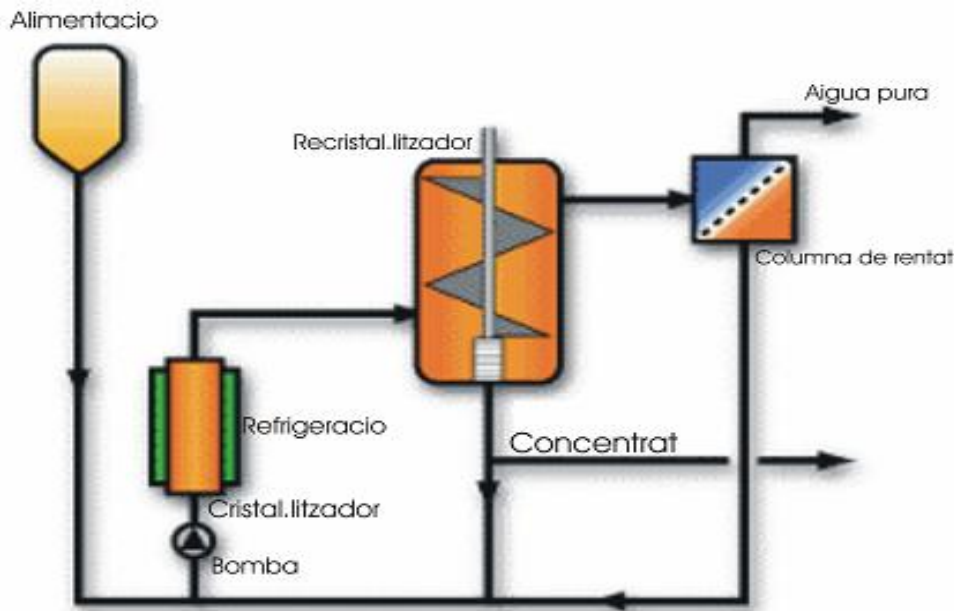 Alimentacio
Aigua pura
Recristal.litzador
Columna de rentat
Refrigeracio
Concentrat
Cristal.litzador
Bomba